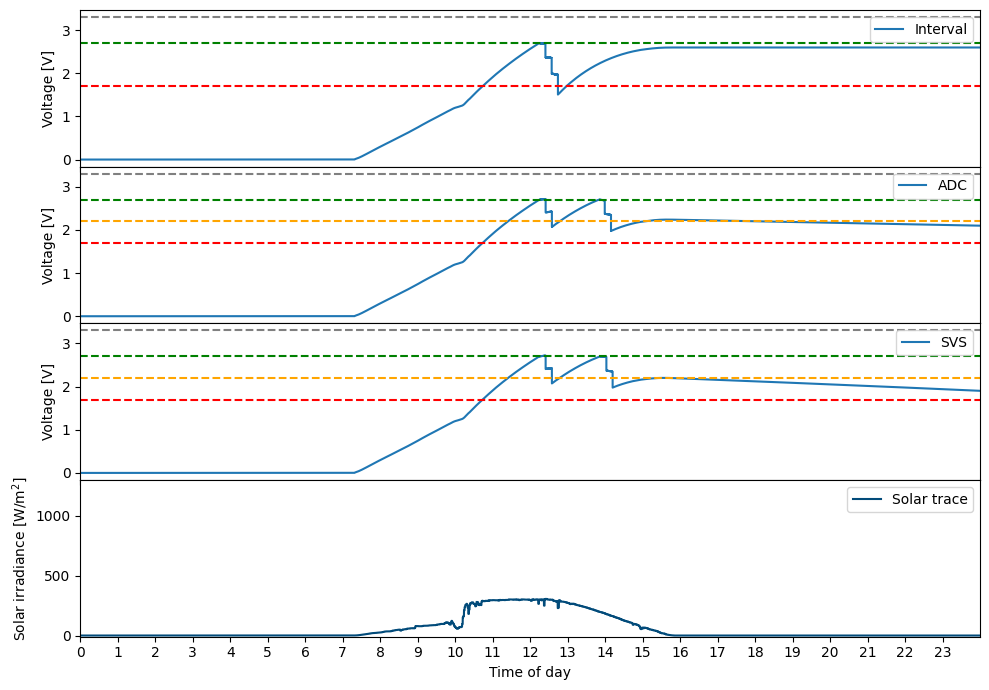 Voltage [V]
3
2
1
0
Interval
Voltage [V]
3
2
1
0
ADC
Voltage [V]
3
2
1
0
SVS
Solar irradiance [W/m²]
1000
500
0
Solar trace
0 1 2 3 4 5 6 7 8 9 10 11 12 13 14 15 16 17 18 19 20 21 22 23
Time of day